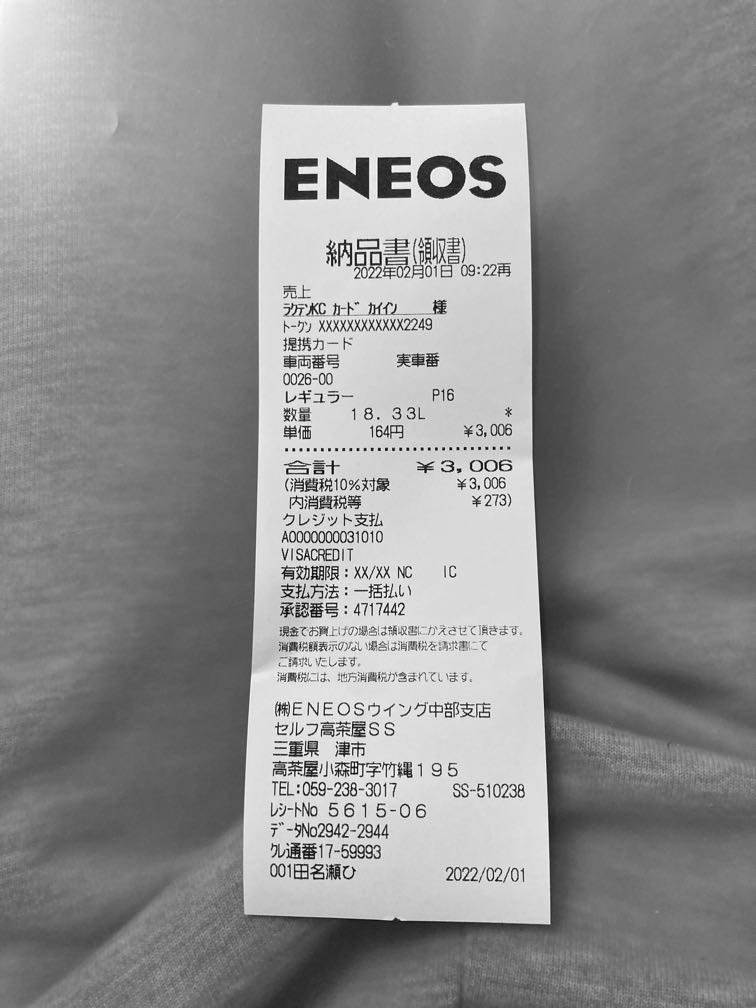 ENEOS
納品書(領収書)
2022年02月01日 09:22再
売上
ラクテンKC カード カイイン 様
トークン XXXXXXXXXXXX2249
提携カード
車両番号 実車番
0026-00
レギュラー P16
数量 18.33L *
単価 164円 ¥3,006
合計 ¥3,006
(消費税10%対象 ¥3,006
内消費税等 ¥273)
クレジット支払
A0000000031010
VISACREDIT
有効期限:XX/XX NC IC
支払方法:一括払い
承認番号:4717442
現金でお買上げの場合は領収書にかえさせて頂きます。
消費税額表示のない場合は消費税を請求書にて
ご請求いたします。
消費税には、地方消費税が含まれています。
㈱ENEOSウイング中部支店
セルフ高茶屋SS
三重県 津市
高茶屋小森町字竹縄195
TEL:059-238-3017 SS-510238
レシートNo 5615-06
データNo2942-2944
クレ通番17-59993
001田名瀬ひ 2022/02/01